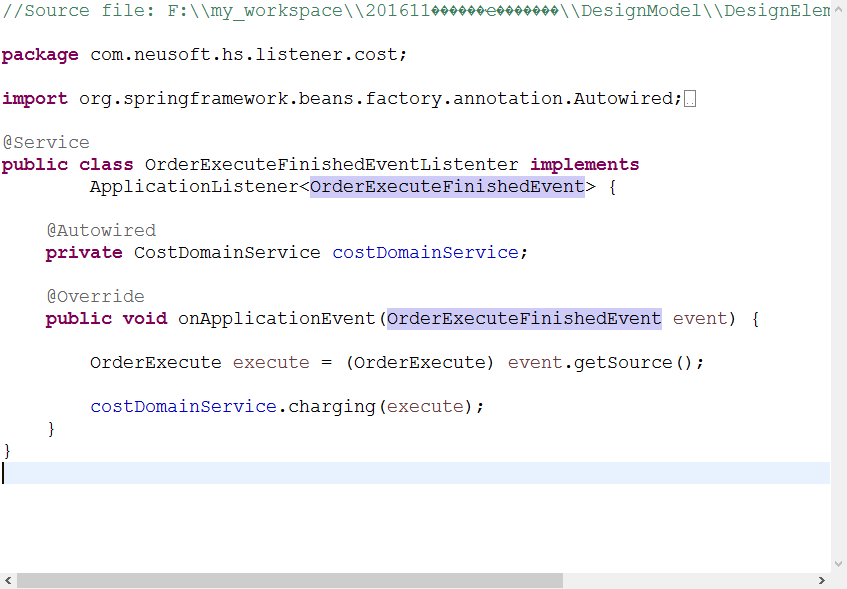 //Source file: F:\\my_workspace\\201611������e�������\\DesignModel\\DesignElem
package com.neusoft.hs.listener.cost;
import org.springframework.beans.factory.annotation.Autowired;
@Service
public class OrderExecuteFinishedEventListenter implements
ApplicationListener<OrderExecuteFinishedEvent> {
@Autowired
private CostDomainService costDomainService;
@Override
public void onApplicationEvent(OrderExecuteFinishedEvent event) {
OrderExecute execute = (OrderExecute) event.getSource();
costDomainService.charging(execute);
}
}